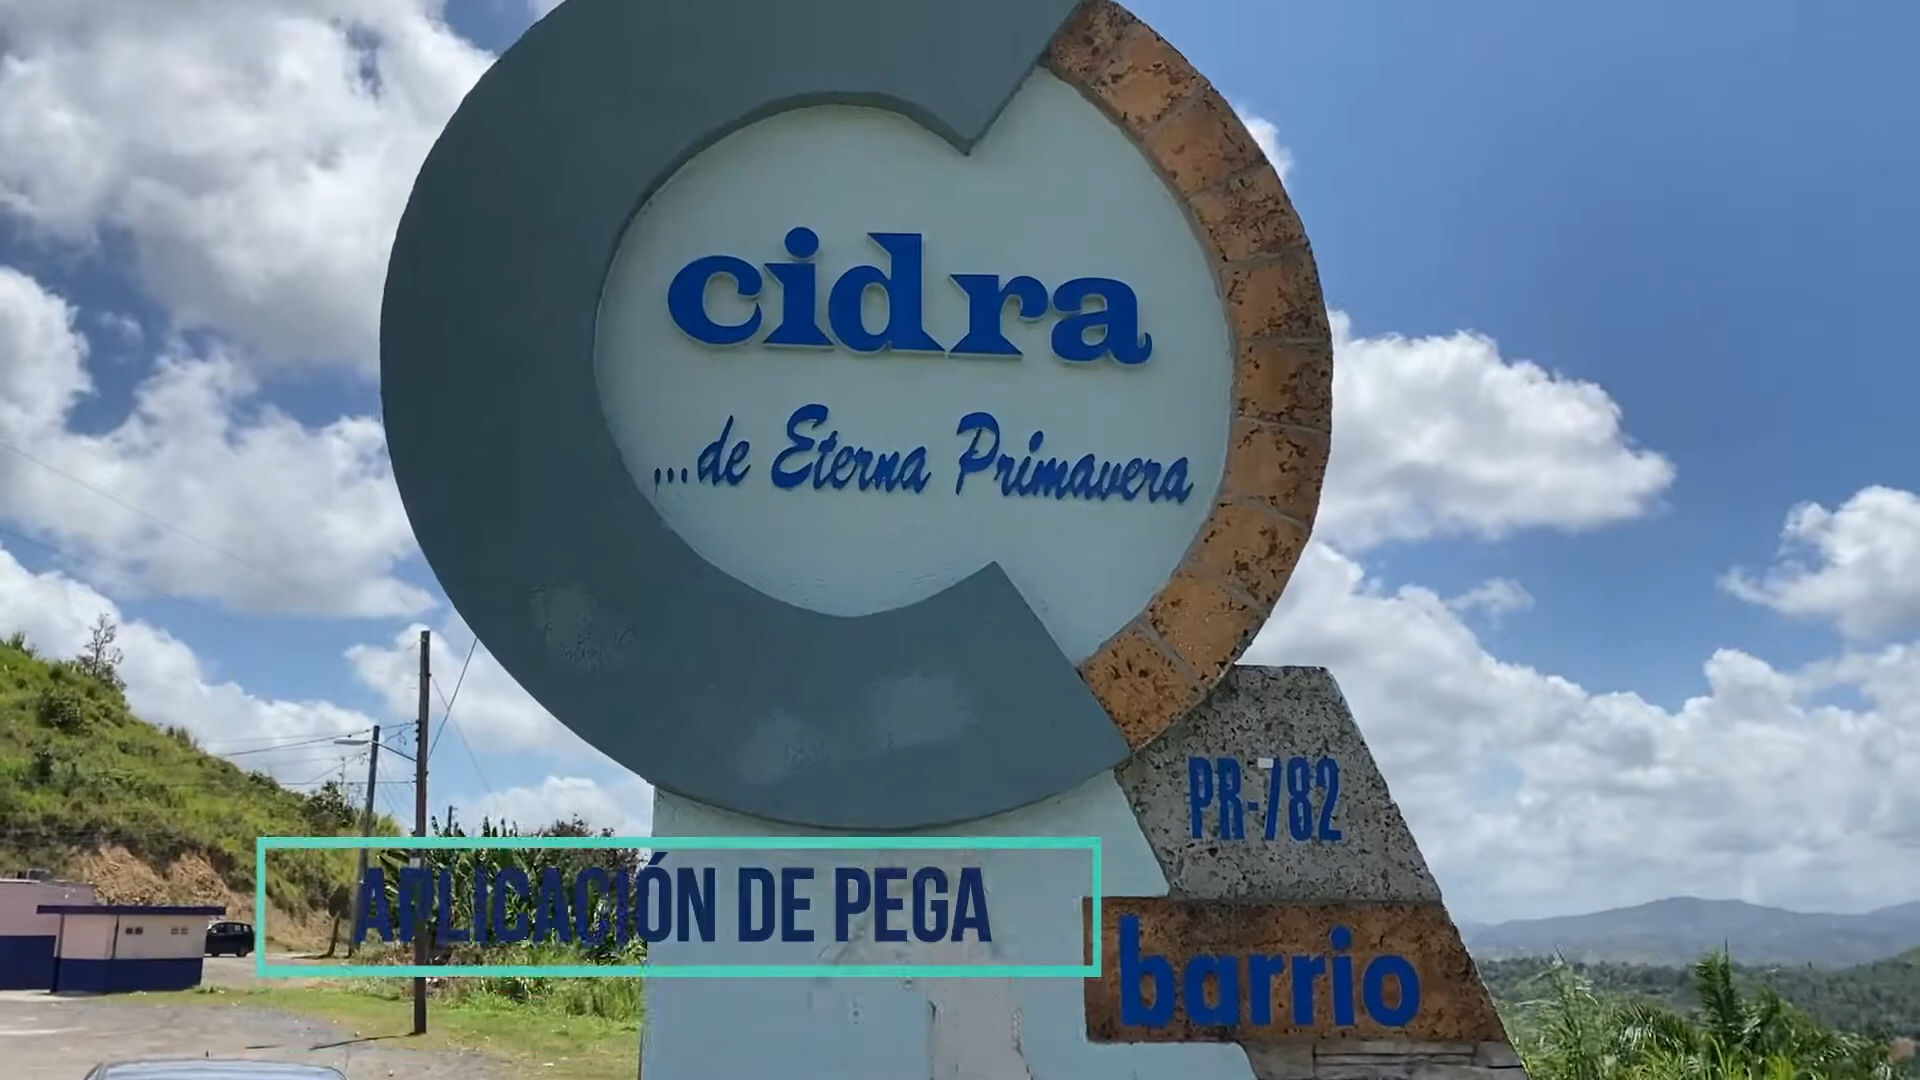 cidra
...de Eterna Primavera
PR-782
APLICACIÓN DE PEGA
barrio